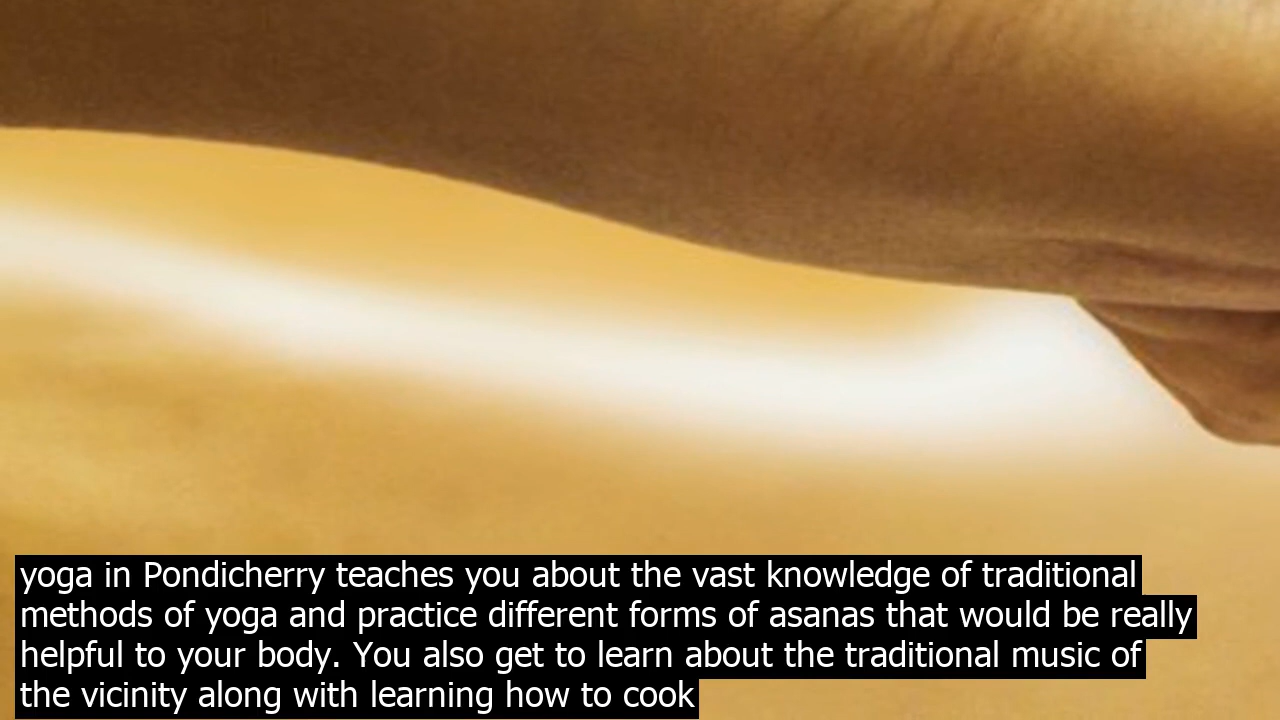 yoga in Pondicherry teaches you about the vast knowledge of traditional
methods of yoga and practice different forms of asanas that would be really
helpful to your body. You also get to learn about the traditional music of
the vicinity along with learning how to cook